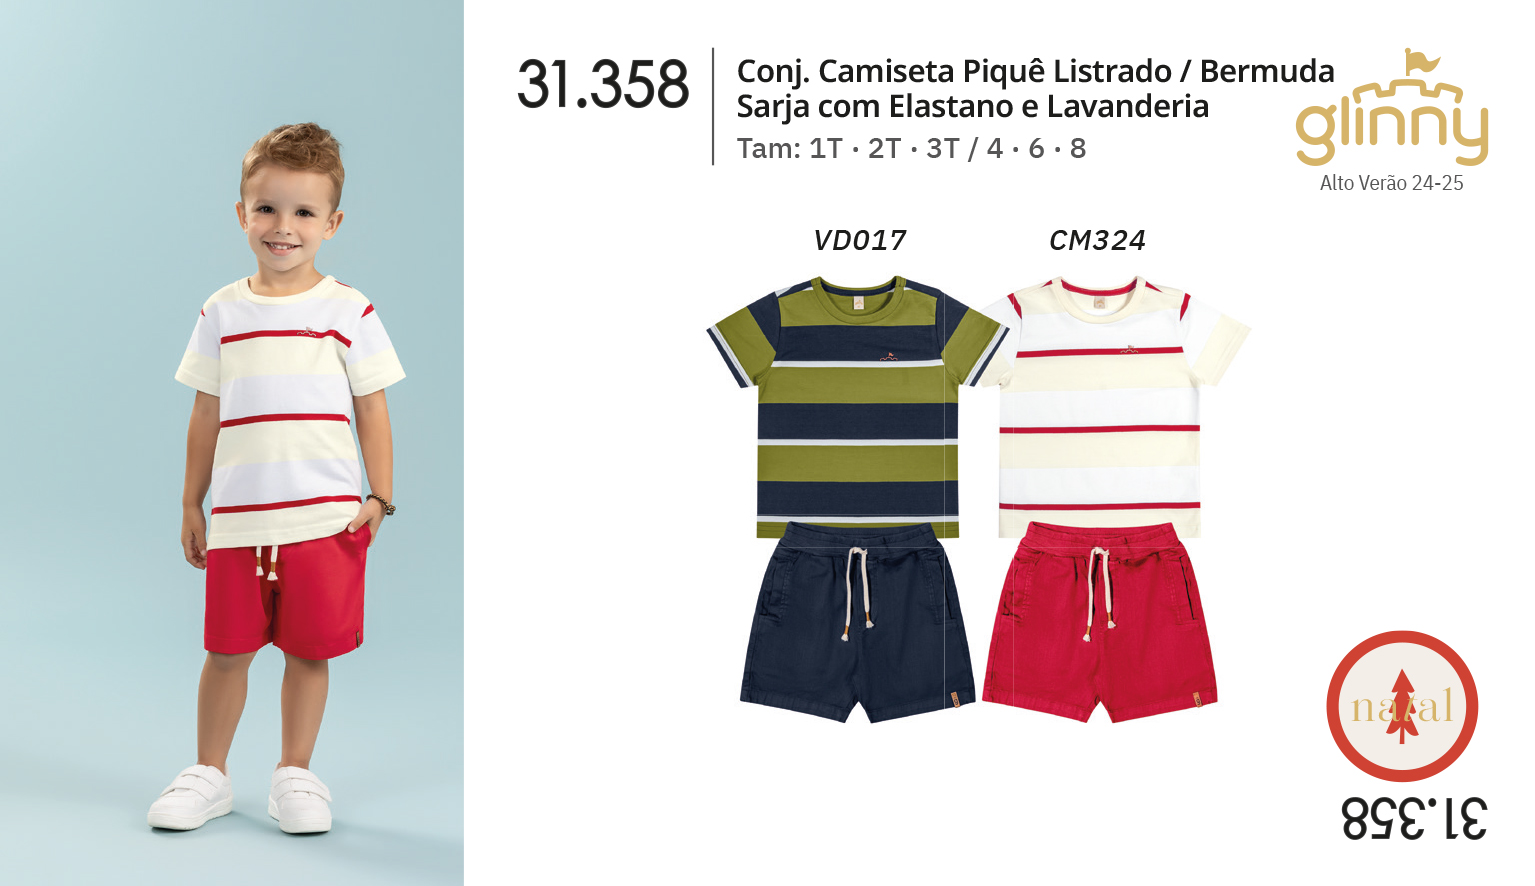 31.358
Conj. Camiseta Piquê Listrado / Bermuda
Sarja com Elastano e Lavanderia
Tam: 1T · 2T · 3T / 4 · 6 · 8
glinny
Alto Verão 24-25
VD017
CM324
natal
31.358